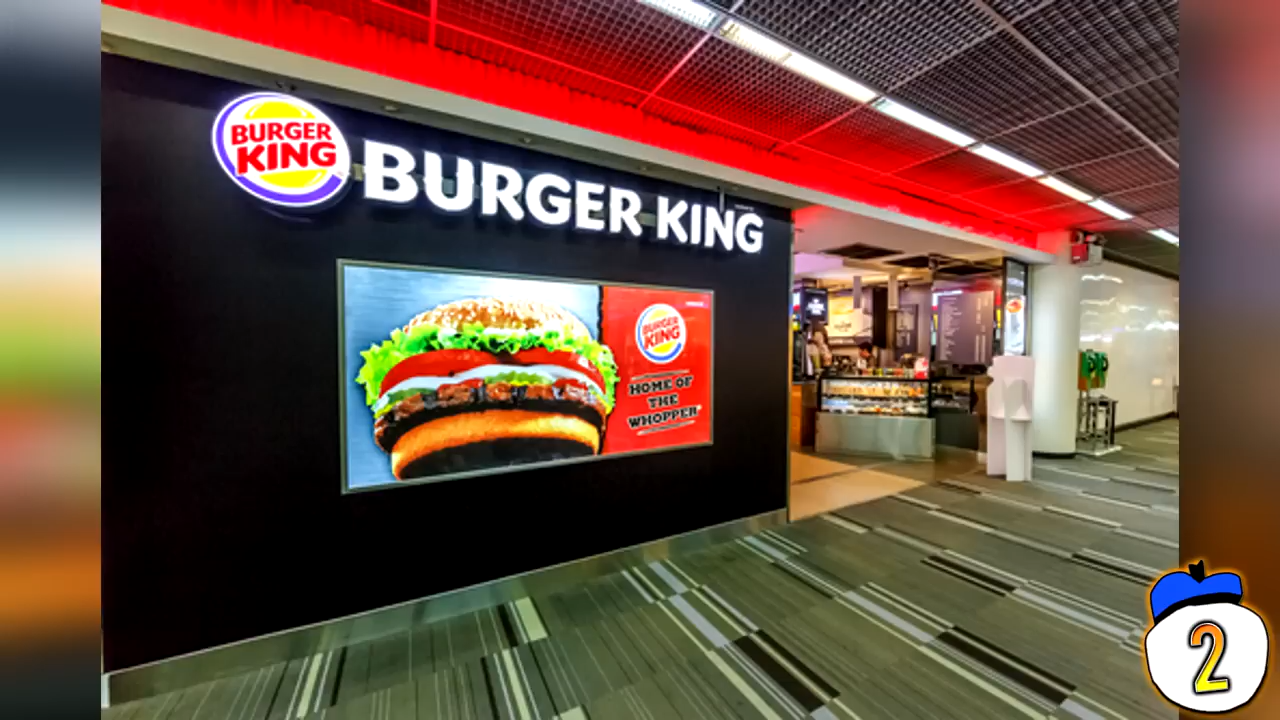 BURGER
KING
BURGER KING
BURGER
KING
HOME OF
THE
WHOPPER
2